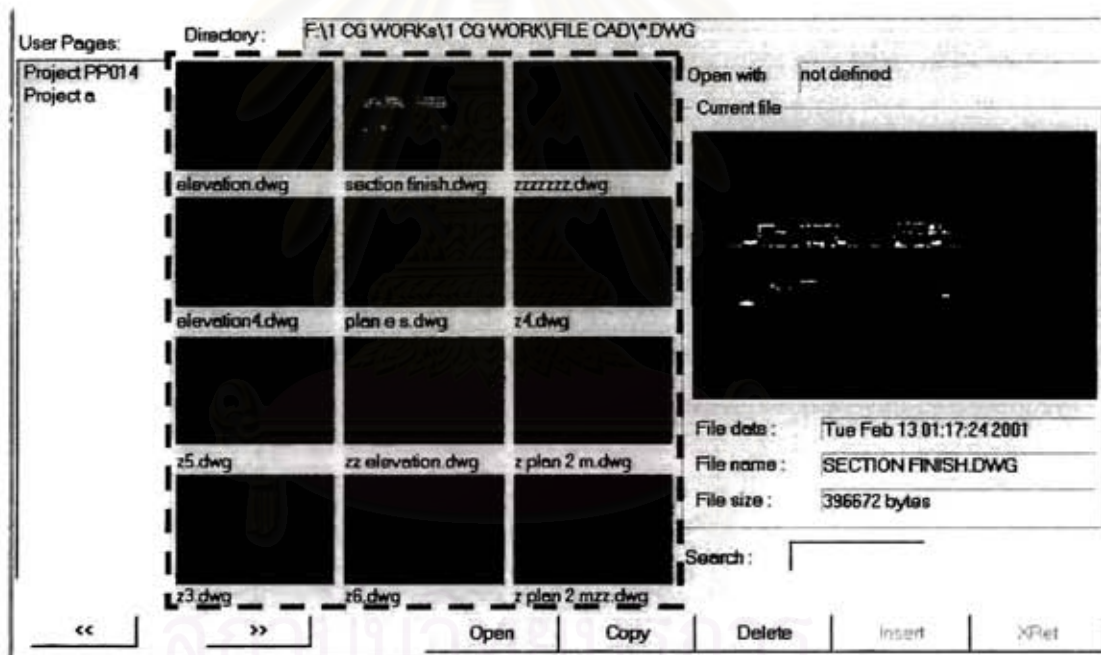 User Pages:
Project PP014
Project a
Directory :
F:\1 CG WORKs\1 CG WORK\FILE CAD\*.DWG
elevation.dwg
section finish.dwg
zzzzzzz.dwg
elevation4.dwg
plan e s.dwg
z4.dwg
z5.dwg
zz elevation.dwg
z plan 2 m.dwg
z3.dwg
z6.dwg
z plan 2 mzz.dwg
Open with
not defined
Current file
File date :
Tue Feb 13 01:17:24 2001
File name :
SECTION FINISH.DWG
File size :
396672 bytes
Search :
<<
>>
Open
Copy
Delete
Insert
XRef